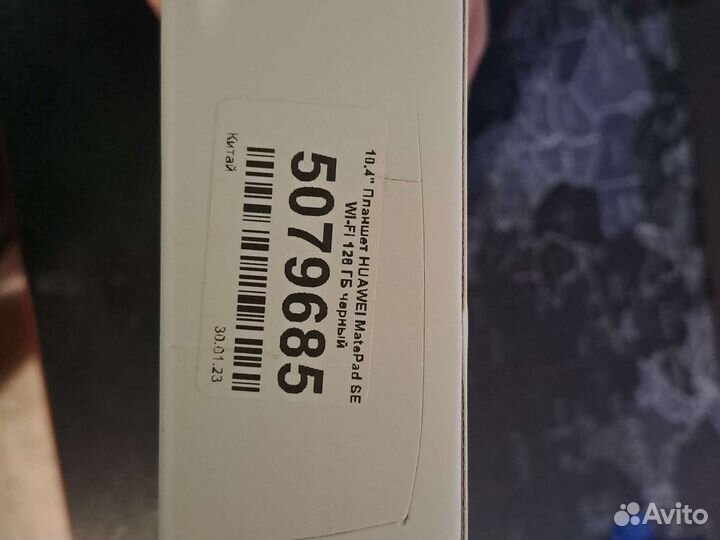 10.4" Планшет HUAWEI MatePad SE
Wi-Fi 128 ГБ черный
5079685
Китай
30.01.23
Avito